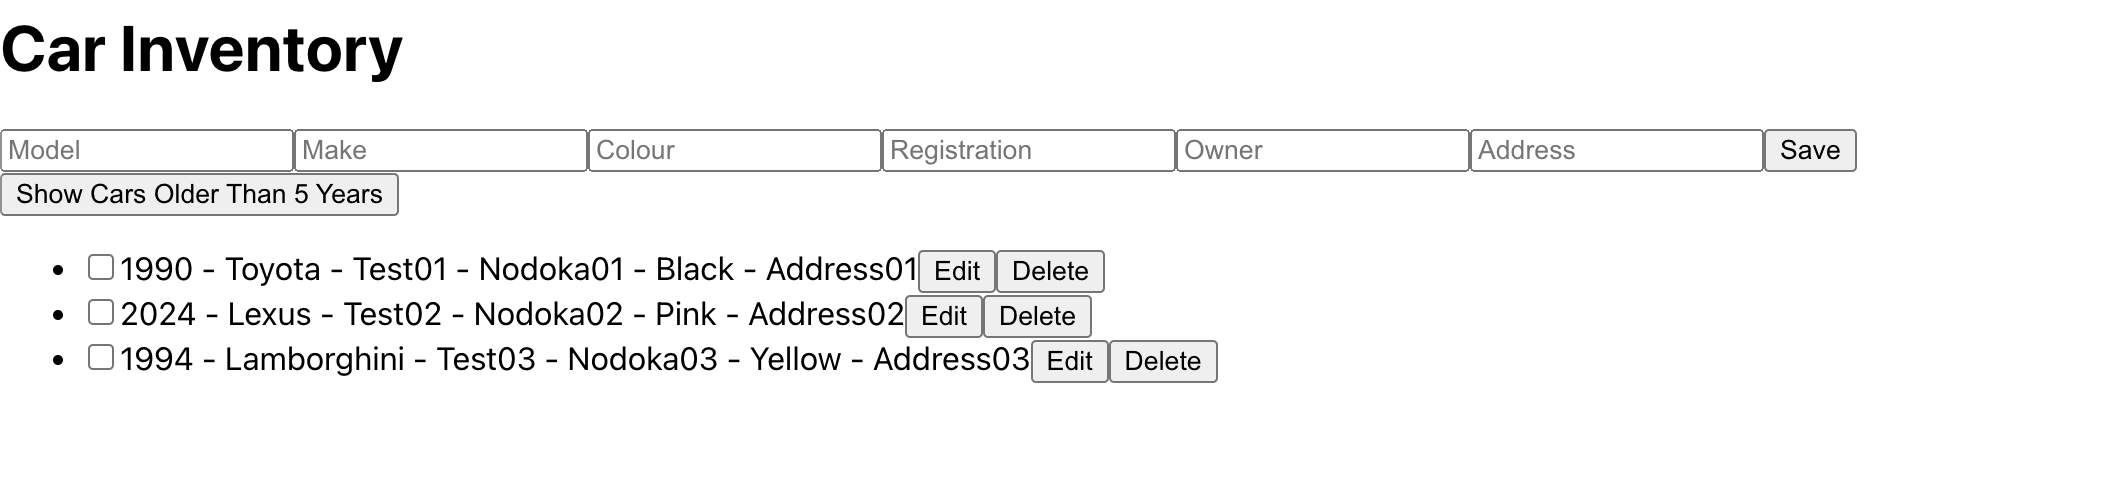 Car Inventory
Model Make Colour Registration Owner Address Save
Show Cars Older Than 5 Years
1990 - Toyota - Test01 - Nodoka01 - Black - Address01 Edit Delete
2024 - Lexus - Test02 - Nodoka02 - Pink - Address02 Edit Delete
1994 - Lamborghini - Test03 - Nodoka03 - Yellow - Address03 Edit Delete